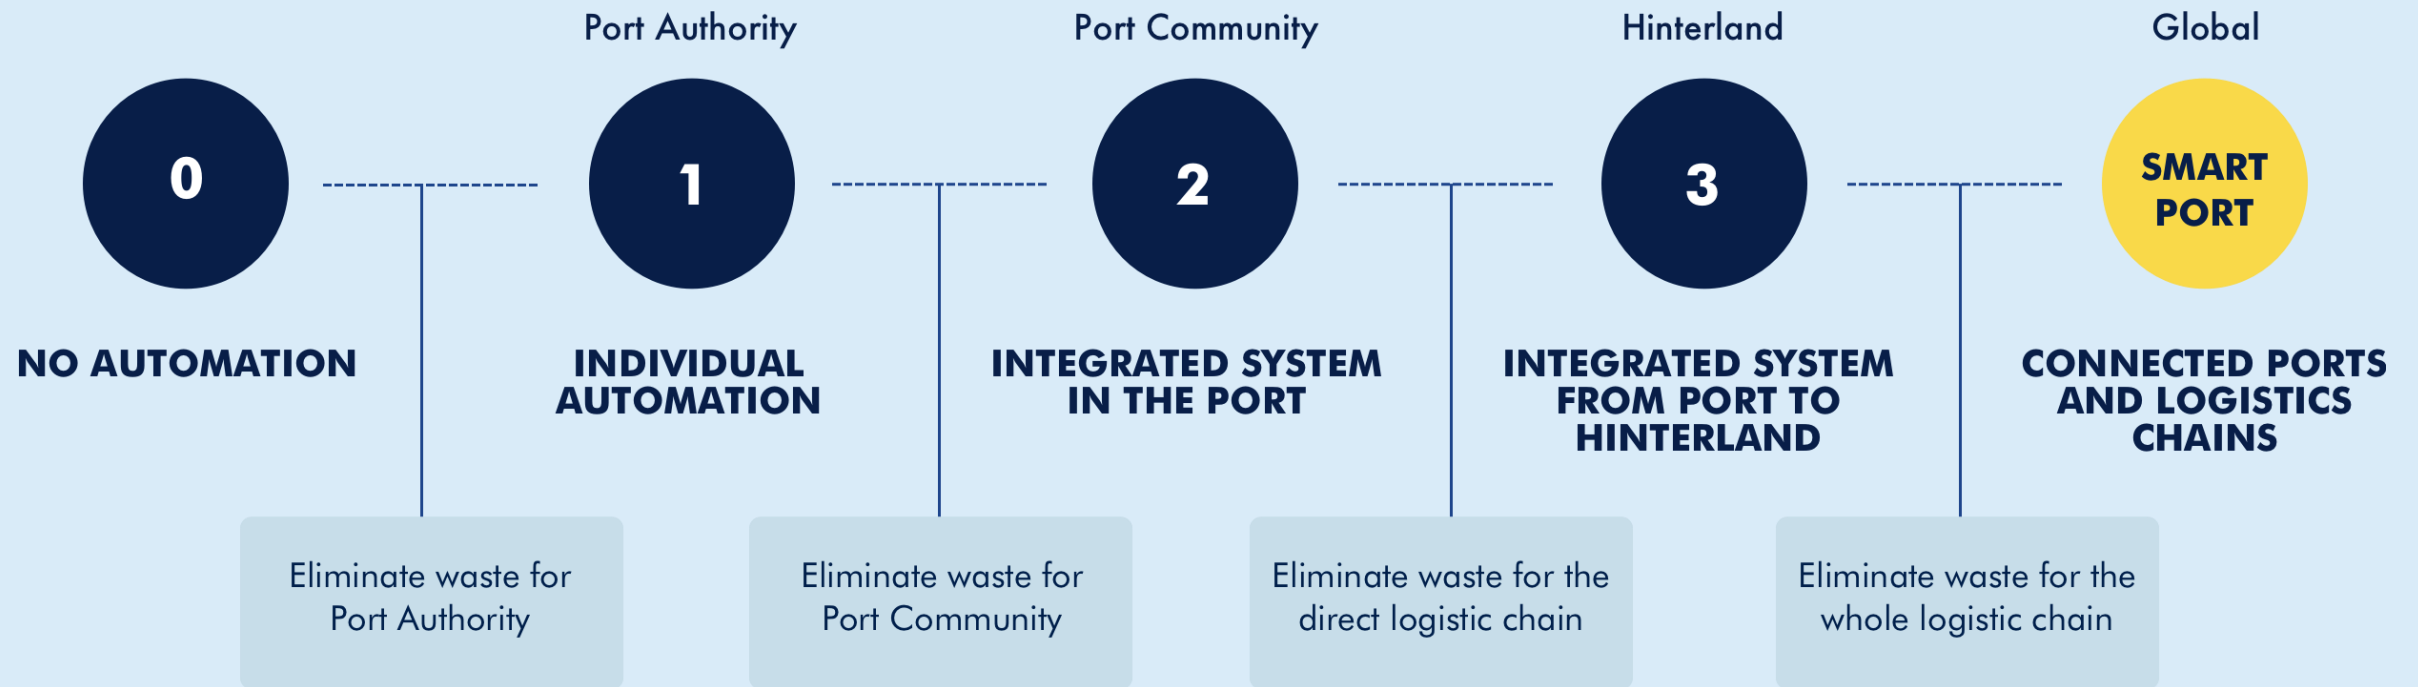 Port Authority
Port Community
Hinterland
Global
0
1
2
3
SMART
PORT
NO AUTOMATION
INDIVIDUAL
AUTOMATION
INTEGRATED SYSTEM
IN THE PORT
INTEGRATED SYSTEM
FROM PORT TO
HINTERLAND
CONNECTED PORTS
AND LOGISTICS
CHAINS
Eliminate waste for
Port Authority
Eliminate waste for
Port Community
Eliminate waste for the
direct logistic chain
Eliminate waste for the
whole logistic chain